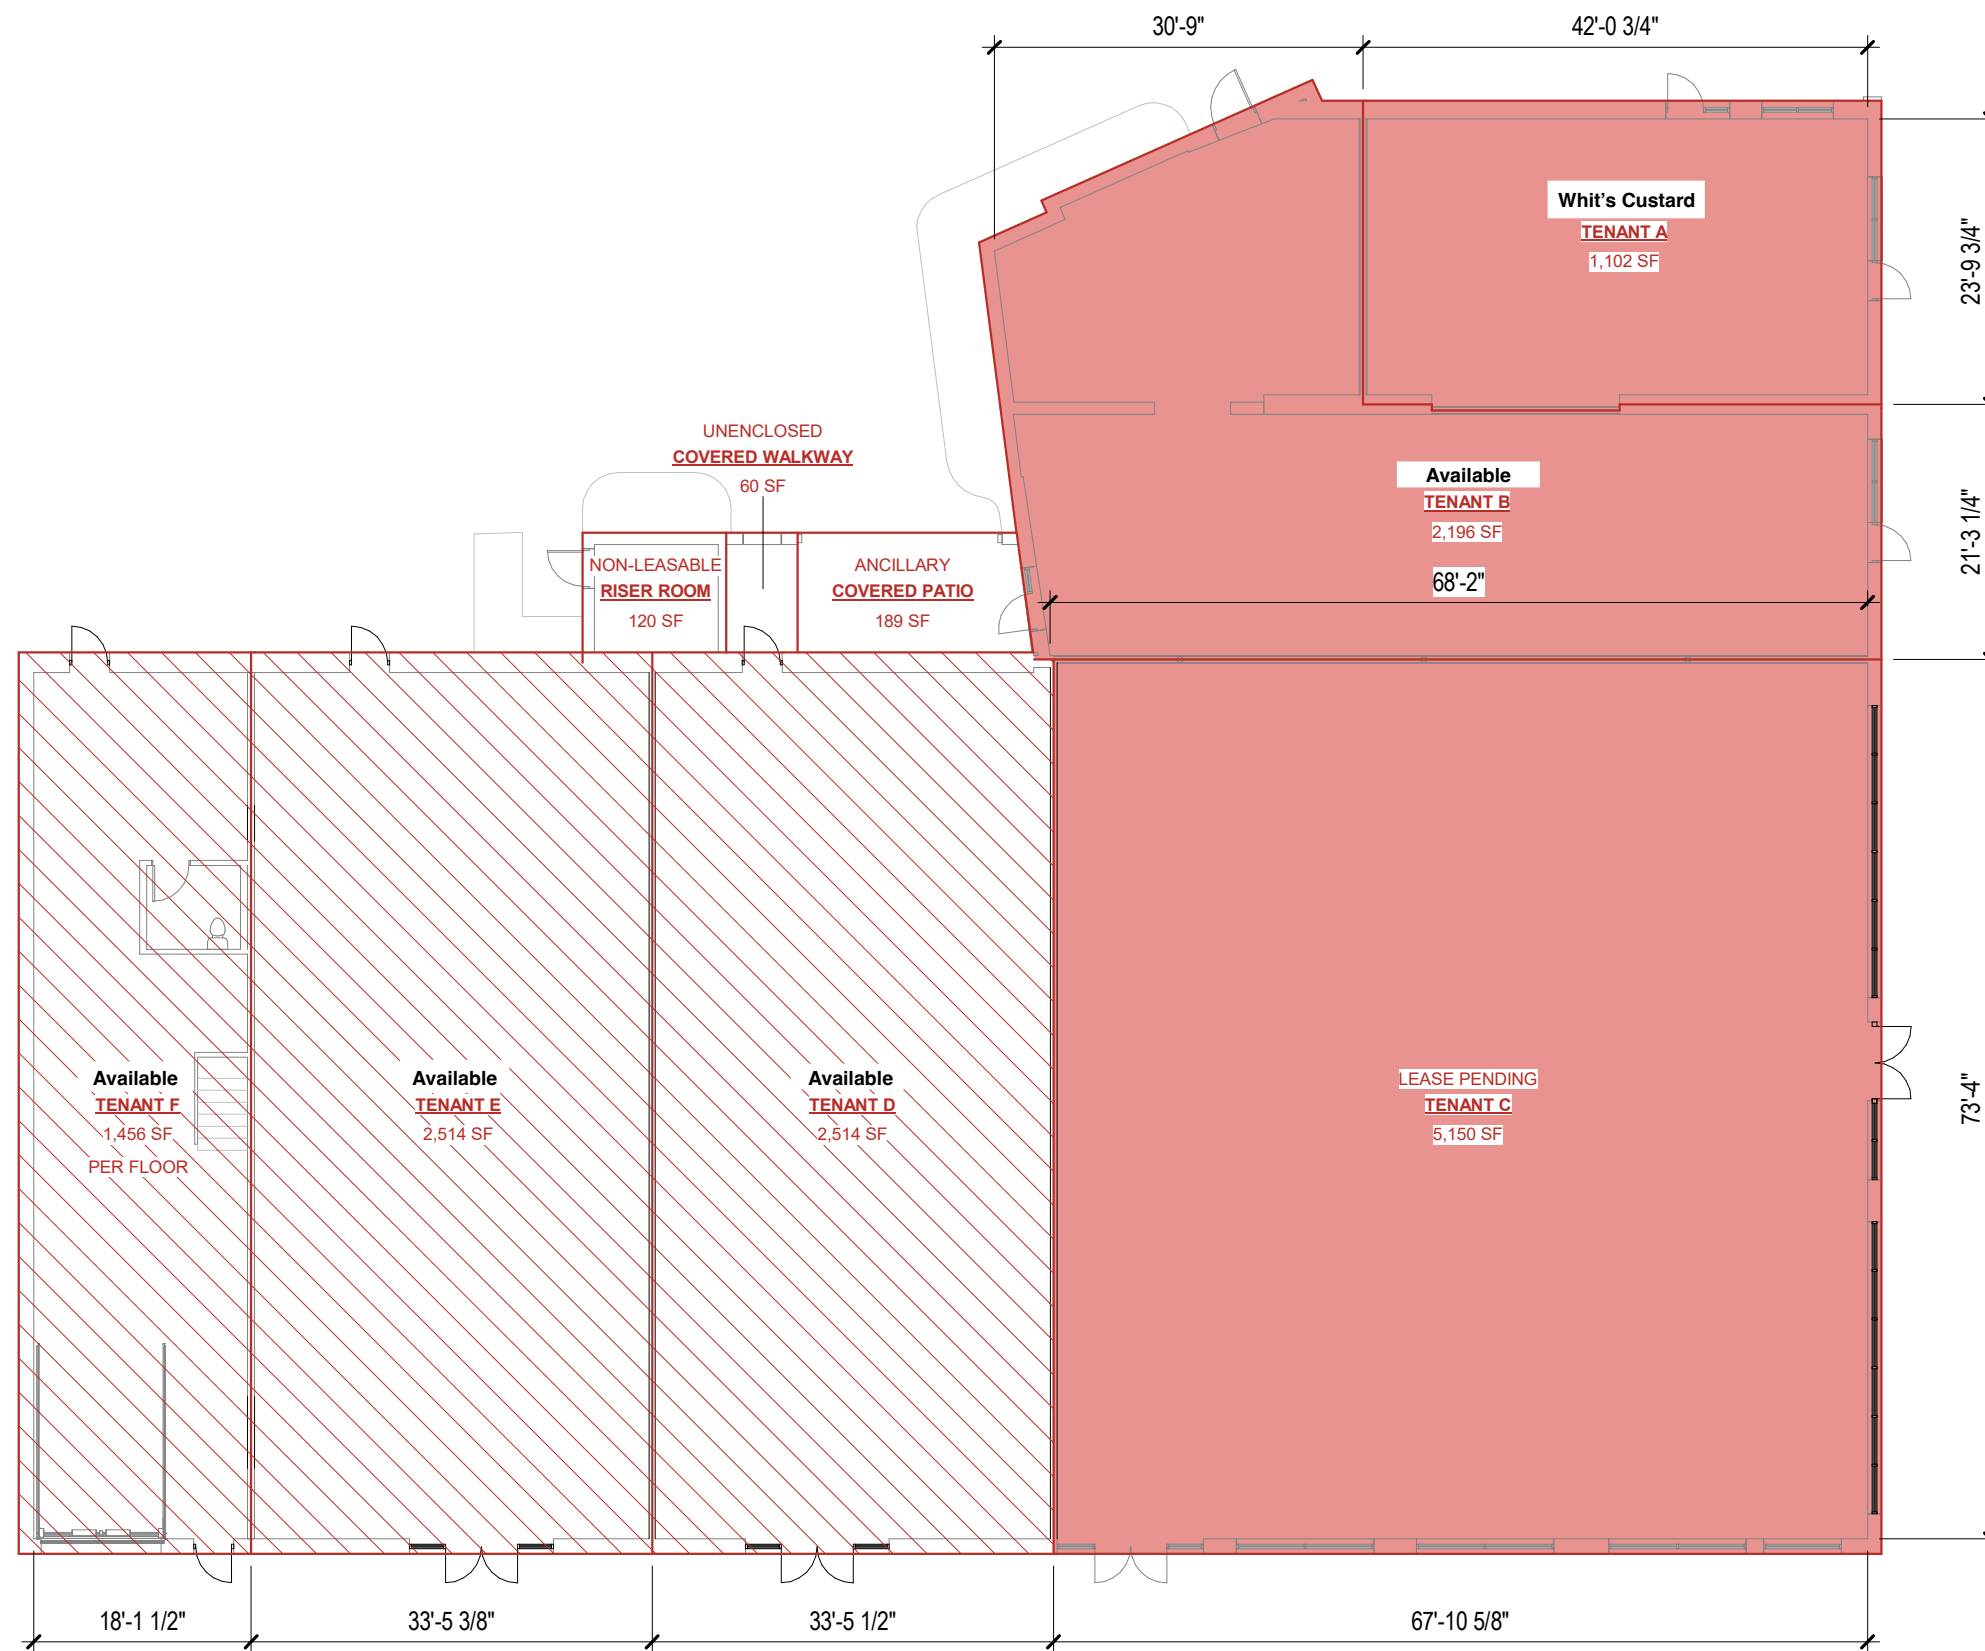 30'-9"
42'-0 3/4"
Whit's Custard
TENANT A
1,102 SF
23'-9 3/4"
UNENCLOSED
COVERED WALKWAY
60 SF
Available
TENANT B
2,196 SF
68'-2"
21'-3 1/4"
NON-LEASABLE
RISER ROOM
120 SF
ANCILLARY
COVERED PATIO
189 SF
Available
TENANT F
1,456 SF
PER FLOOR
Available
TENANT E
2,514 SF
Available
TENANT D
2,514 SF
LEASE PENDING
TENANT C
5,150 SF
73'-4"
18'-1 1/2"
33'-5 3/8"
33'-5 1/2"
67'-10 5/8"